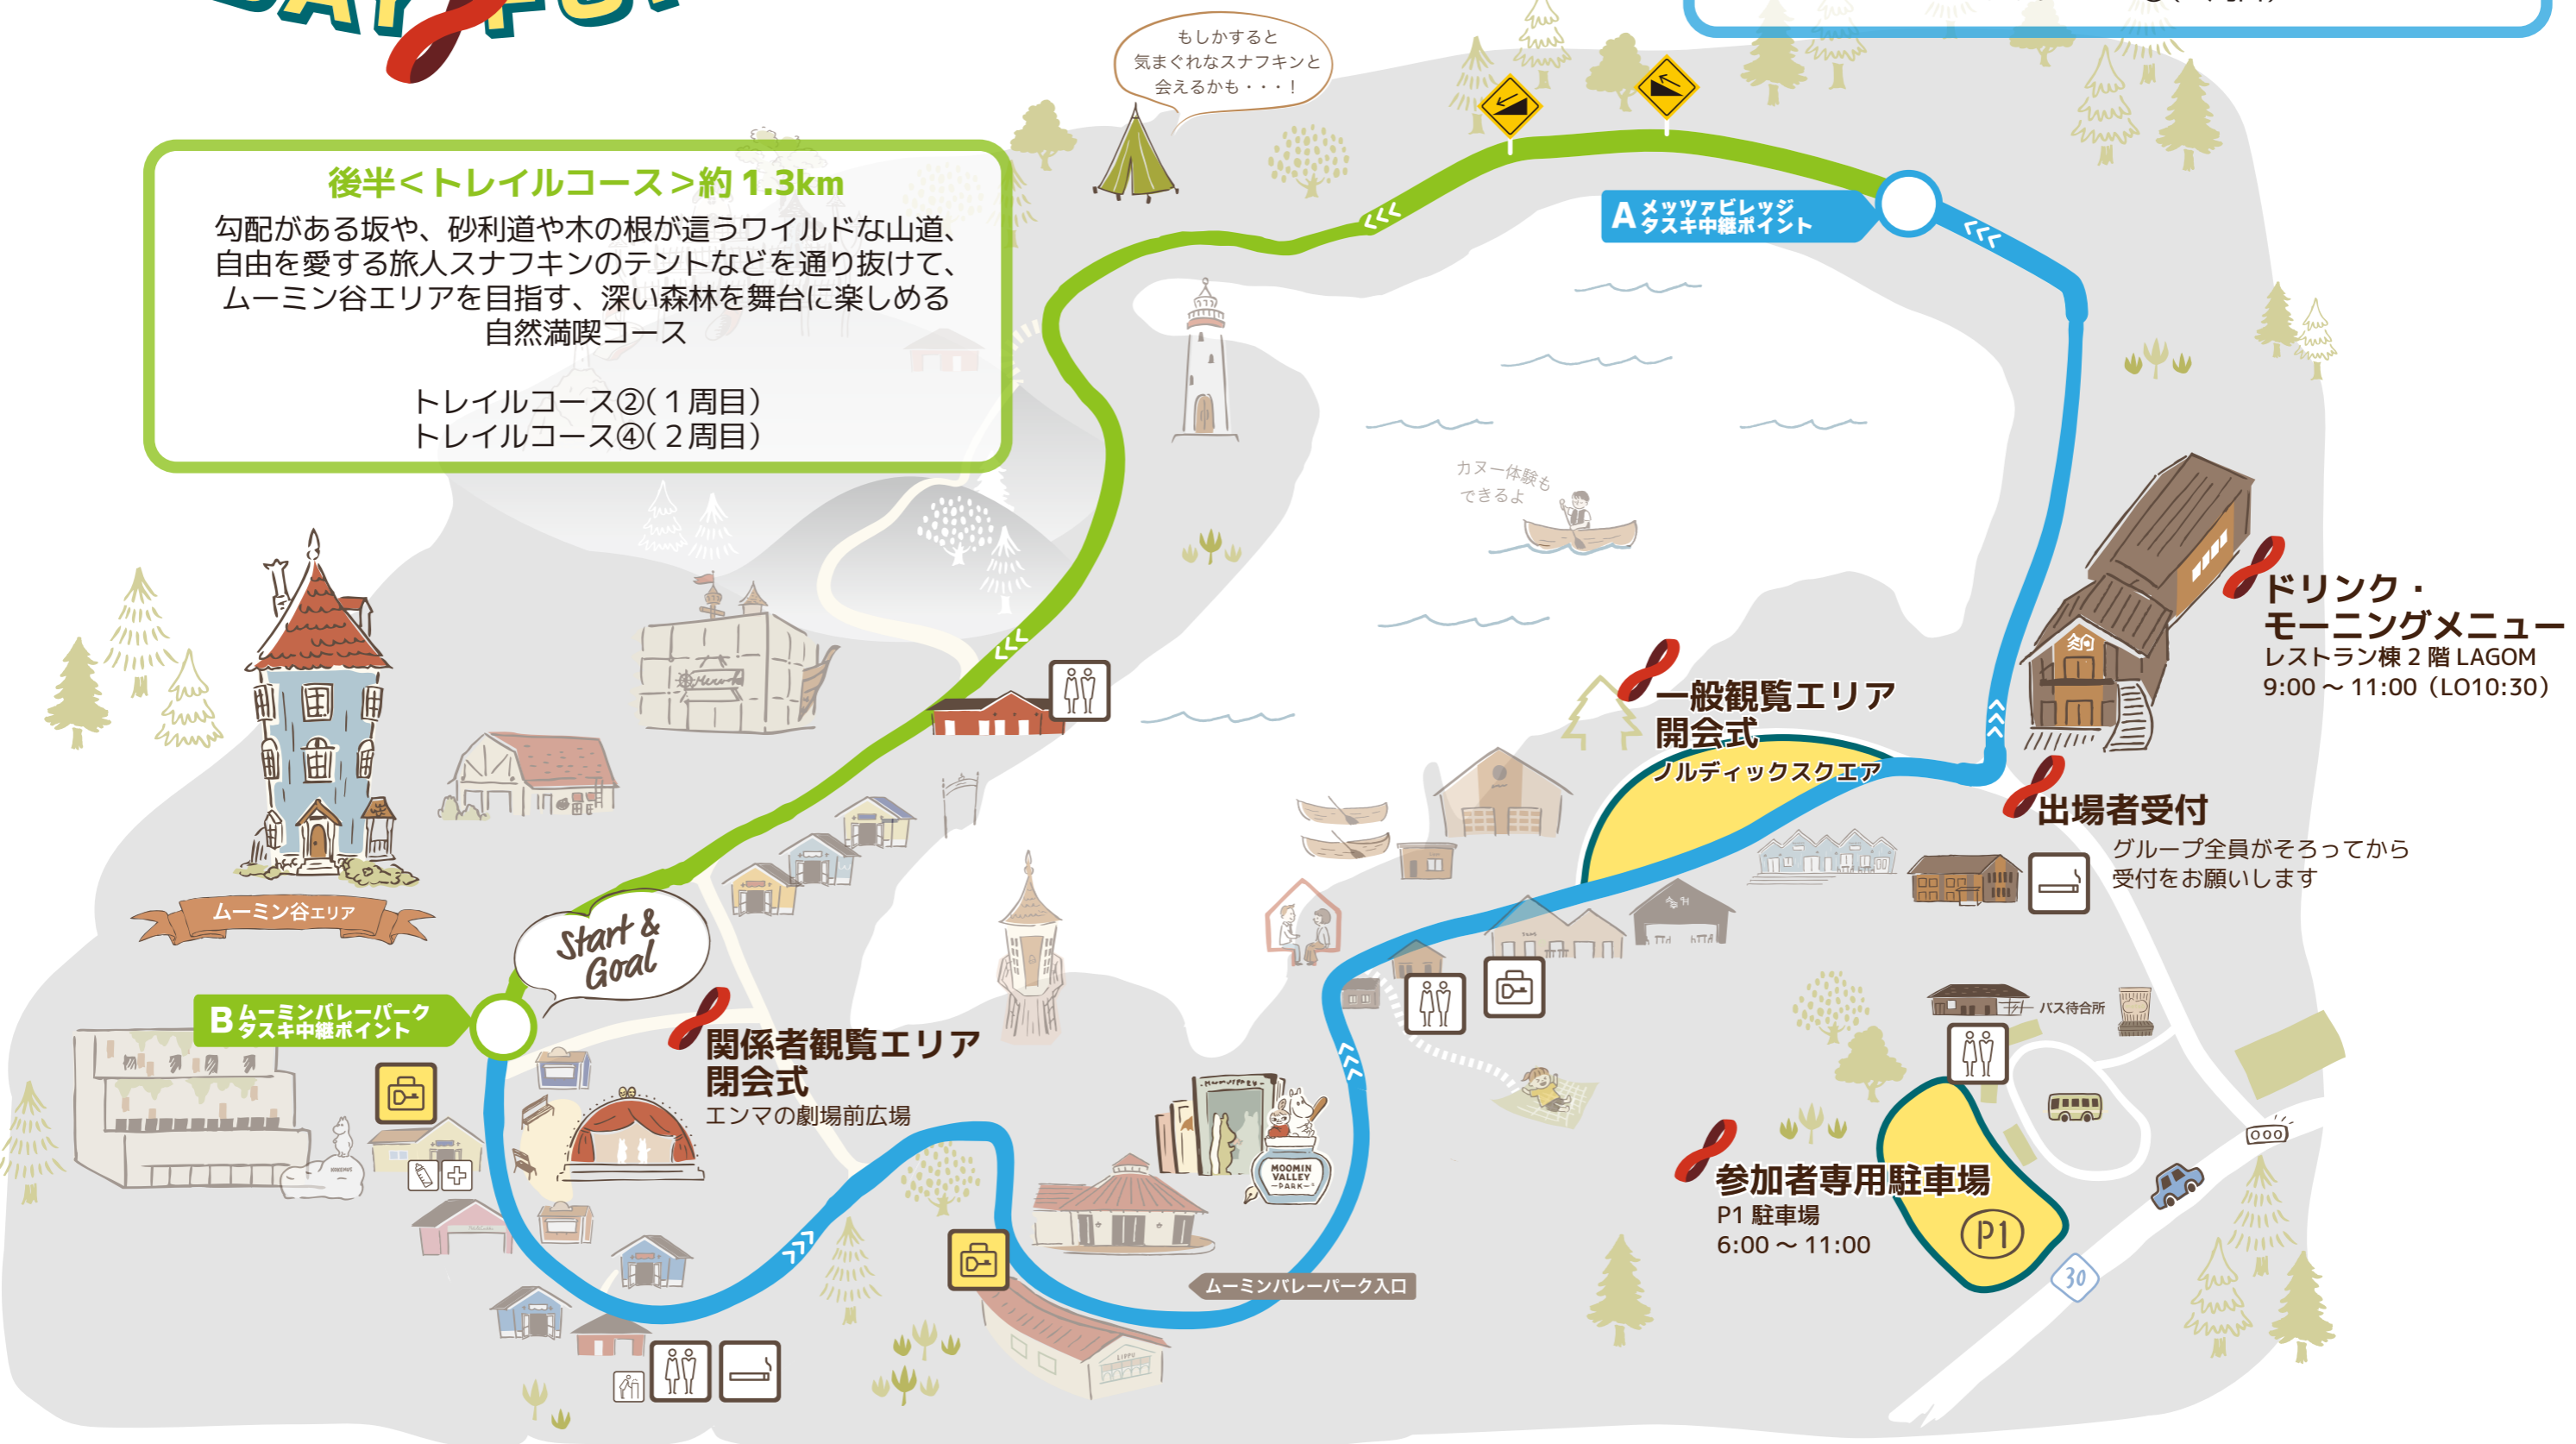 もしかすると
気まぐれなスナフキンと
会えるかも・・・！
後半＜トレイルコース＞約 1.3km
勾配がある坂や、砂利道や木の根が這うワイルドな山道、
自由を愛する旅人スナフキンのテントなどを通り抜けて、
ムーミン谷エリアを目指す、深い森林を舞台に楽しめる
自然満喫コース
トレイルコース②(１周目)
トレイルコース④(２周目)
A メッツァビレッジ
タスキ中継ポイント
カヌー体験も
できるよ
ドリンク・
モーニングメニュー
レストラン棟 2 階 LAGOM
9:00 ～ 11:00（LO10:30）
一般観覧エリア
開会式
ノルディックスクエア
出場者受付
グループ全員がそろってから
受付をお願いします
ムーミン谷エリア
Start &
Goal
B ムーミンバレーパーク
タスキ中継ポイント
関係者観覧エリア
閉会式
エンマの劇場前広場
バス待合所
MOOMIN
VALLEY
PARK
参加者専用駐車場
P1 駐車場
6:00 ～ 11:00
P1
30
ムーミンバレーパーク入口
LIPPU